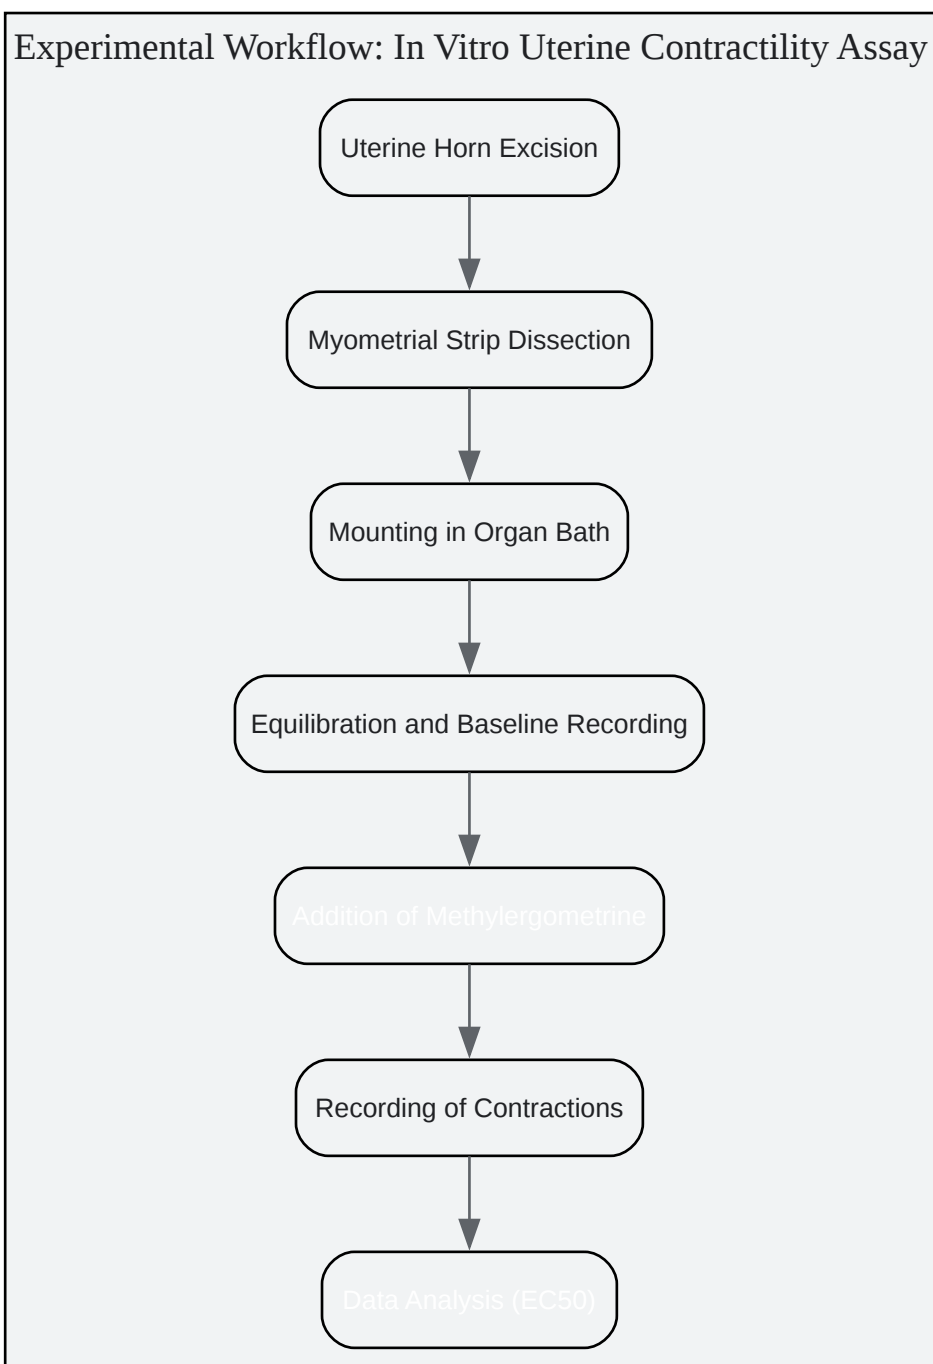 Experimental Workflow: In Vitro Uterine Contractility Assay
Uterine Horn Excision
Myometrial Strip Dissection
Mounting in Organ Bath
Equilibration and Baseline Recording
Addition of Methylergometrine
Recording of Contractions
Data Analysis (EC50)